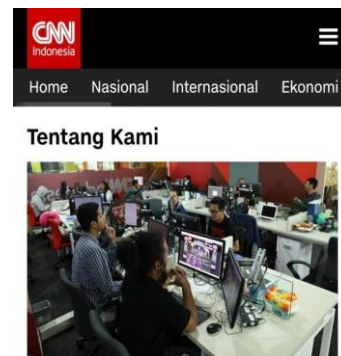 CNN
Indonesia
Home Nasional Internasional Ekonomi
Tentang Kami